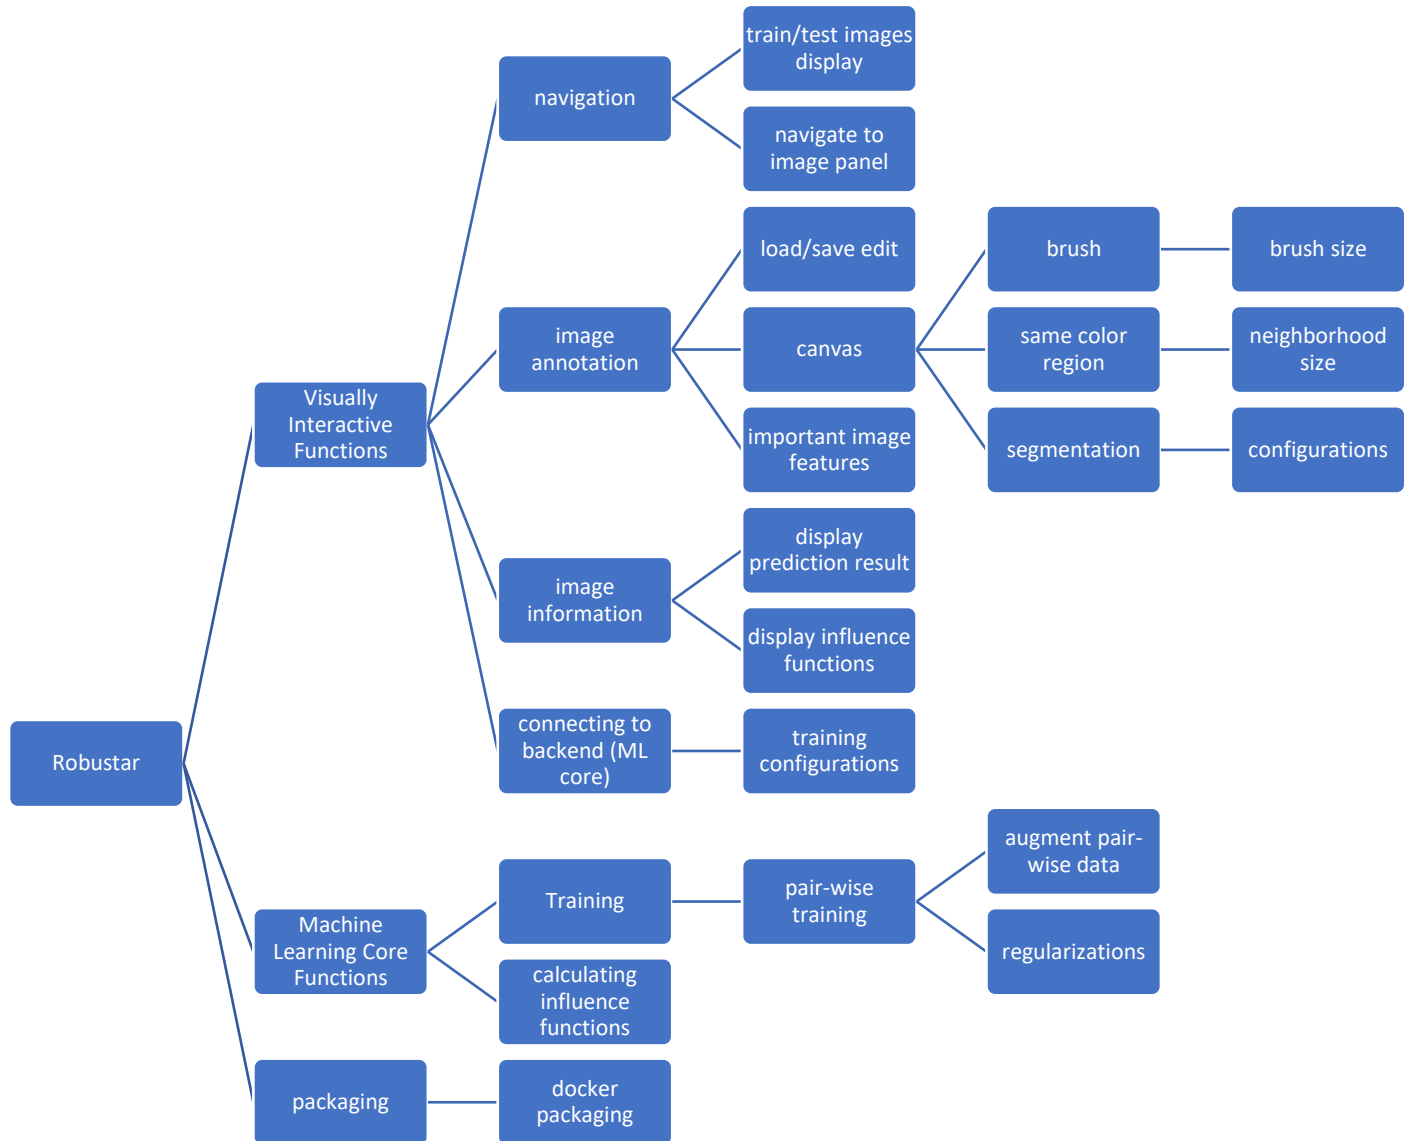 Robustar
Visually
Interactive
Functions
navigation
train/test images
display
navigate to
image panel
image
annotation
load/save edit
canvas
brush
brush size
same color
region
neighborhood
size
segmentation
configurations
important image
features
image
information
display
prediction result
display influence
functions
connecting to
backend (ML
core)
training
configurations
Machine
Learning Core
Functions
Training
pair-wise
training
augment pair-
wise data
regularizations
calculating
influence
functions
packaging
docker
packaging